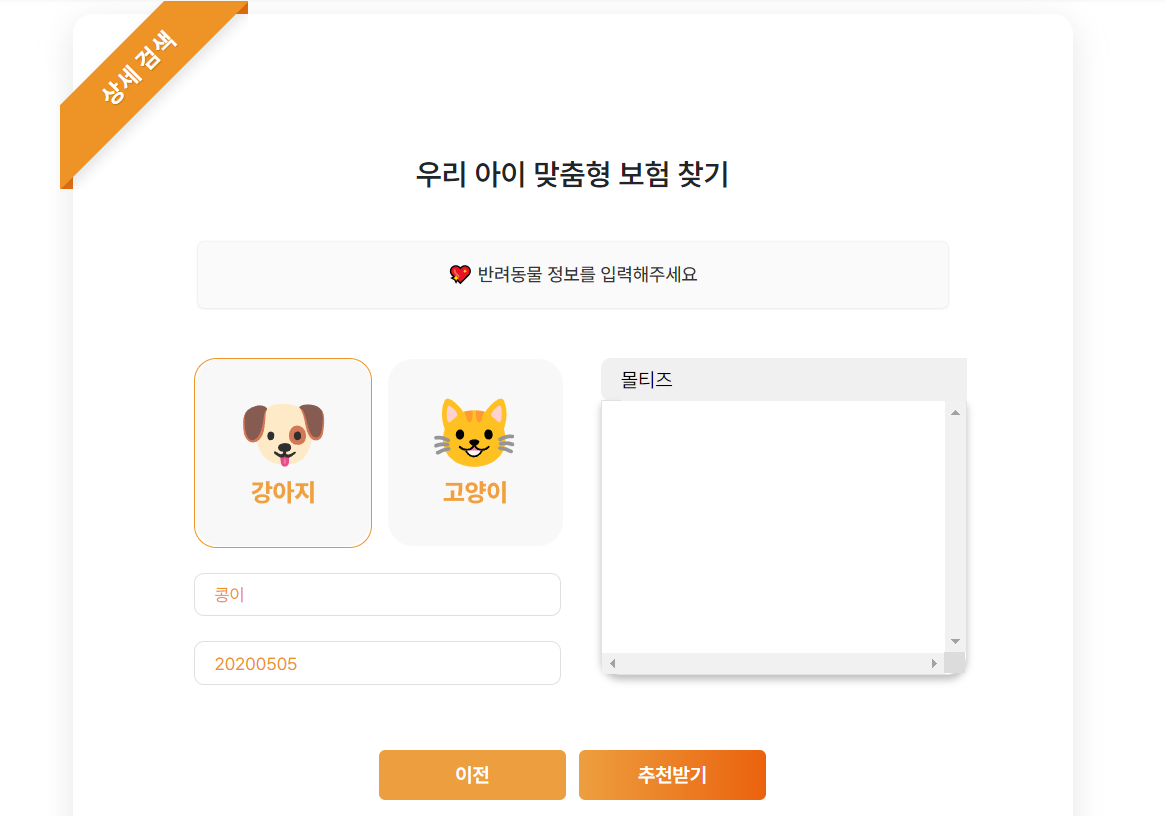 상세 검색
우리 아이 맞춤형 보험 찾기
💖 반려동물 정보를 입력해주세요
강아지
고양이
몰티즈
콩이
20200505
이전
추천받기